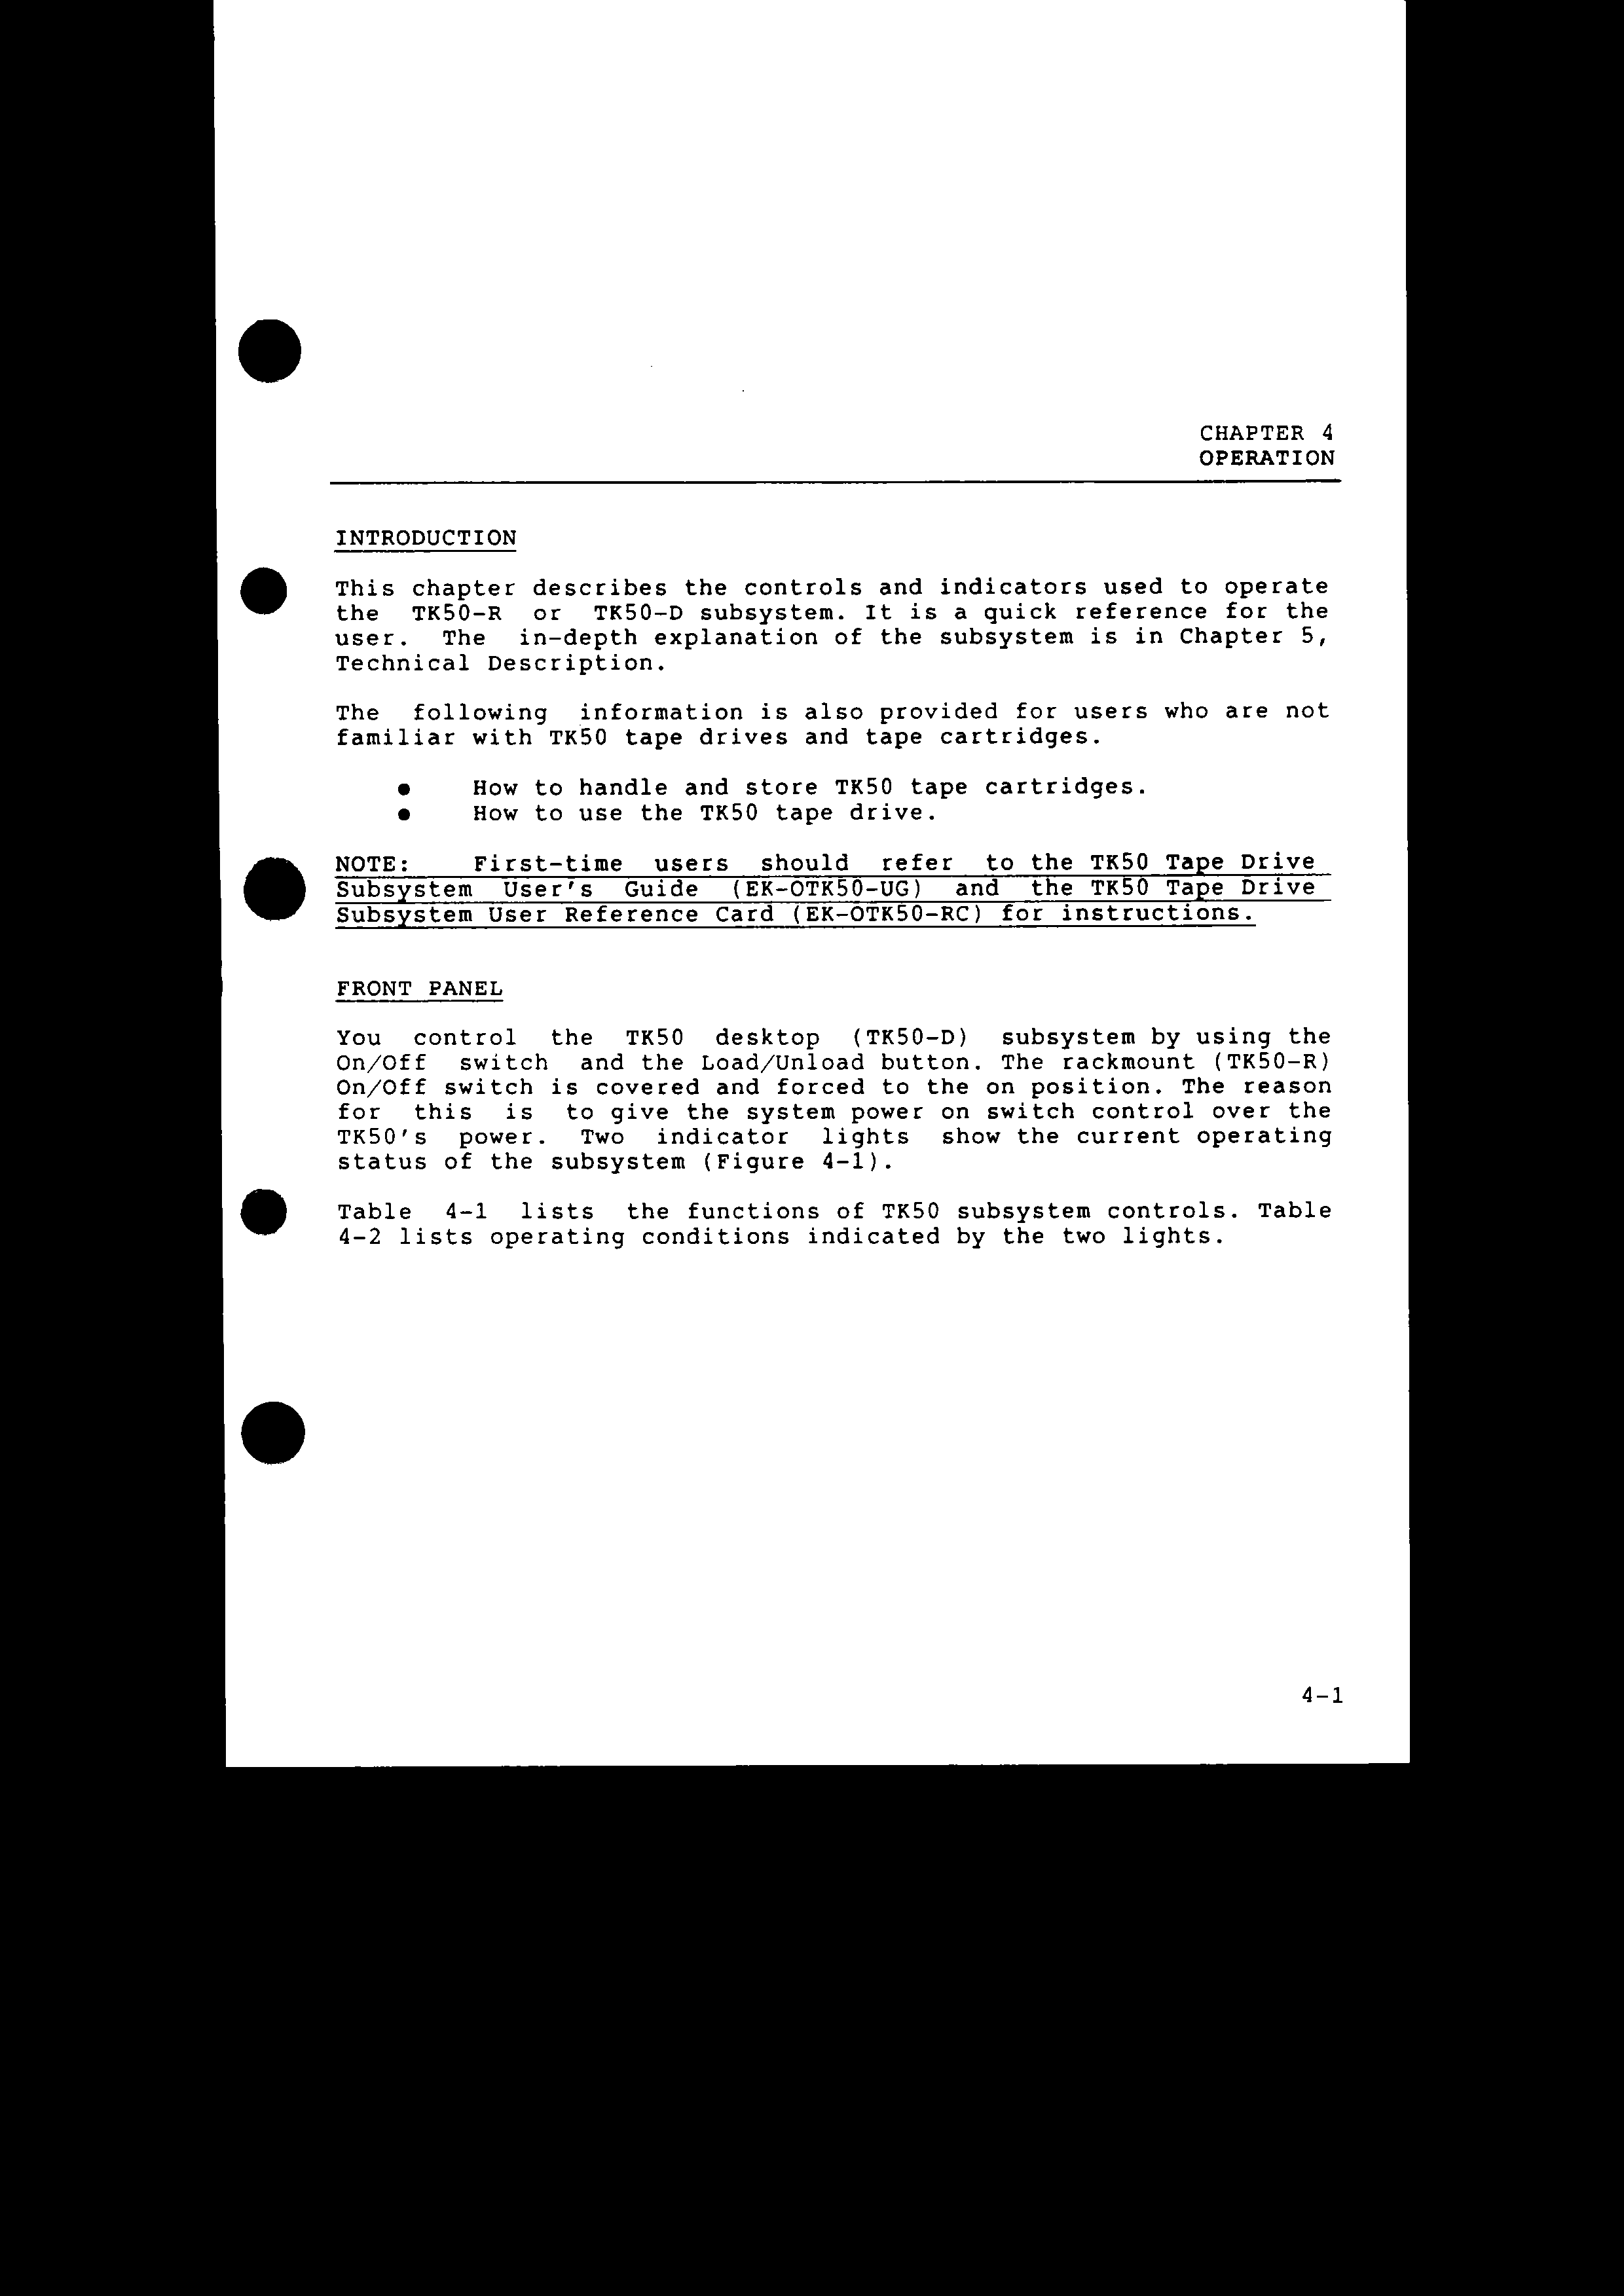 CHAPTER 4
OPERATION
INTRODUCTION
This chapter describes the controls and indicators used to operate
the TK50-R or TK50-D subsystem. It is a quick reference for the
user. The in-depth explanation of the subsystem is in Chapter 5,
Technical Description.
The following information is also provided for users who are not
familiar with TK50 tape drives and tape cartridges.
● How to handle and store TK50 tape cartridges.
● How to use the TK50 tape drive.
NOTE: First-time users should refer to the TK50 Tape Drive
Subsystem User's Guide (EK-OTK50-UG) and the TK50 Tape Drive
Subsystem User Reference Card (EK-OTK50-RC) for instructions.
FRONT PANEL
You control the TK50 desktop (TK50-D) subsystem by using the
On/Off switch and the Load/Unload button. The rackmount (TK50-R)
On/Off switch is covered and forced to the on position. The reason
for this is to give the system power on switch control over the
TK50's power. Two indicator lights show the current operating
status of the subsystem (Figure 4-1).
Table 4-1 lists the functions of TK50 subsystem controls. Table
4-2 lists operating conditions indicated by the two lights.
4-1